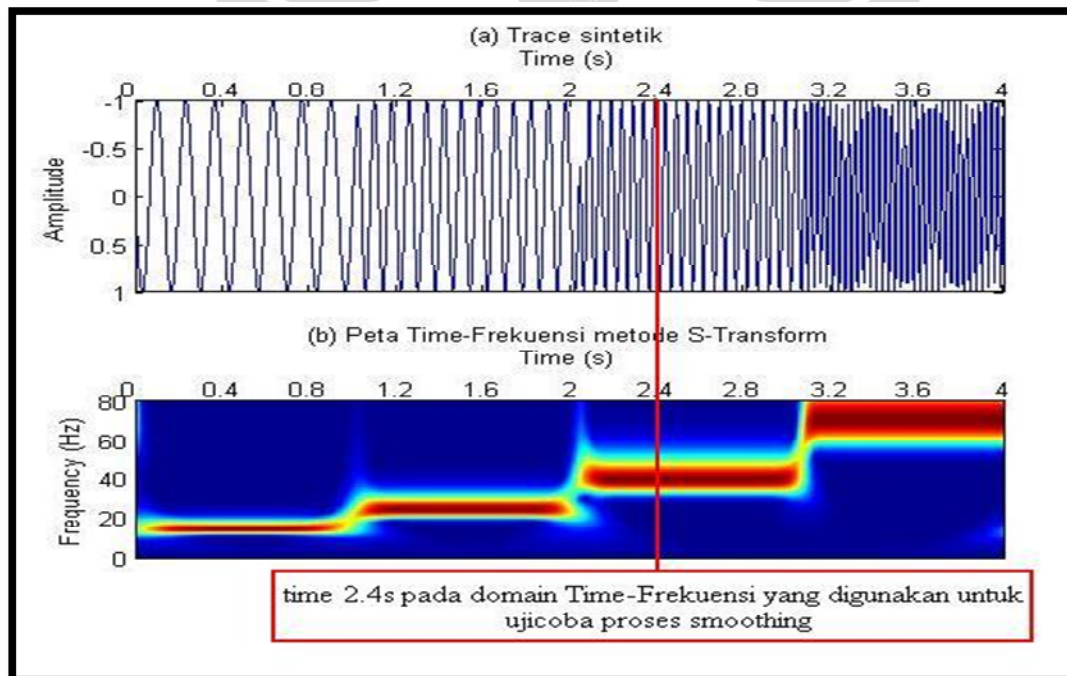 (a) Trace sintetik
Time (s)
0 0.4 0.8 1.2 1.6 2 2.4 2.8 3.2 3.6 4
-1
-0.5
0
0.5
1
Amplitude
(b) Peta Time-Frekuensi metode S-Transform
Time (s)
0 0.4 0.8 1.2 1.6 2 2.4 2.8 3.2 3.6 4
80
60
40
20
0
Frequency (Hz)
time 2.4s pada domain Time-Frekuensi yang digunakan untuk
ujicoba proses smoothing